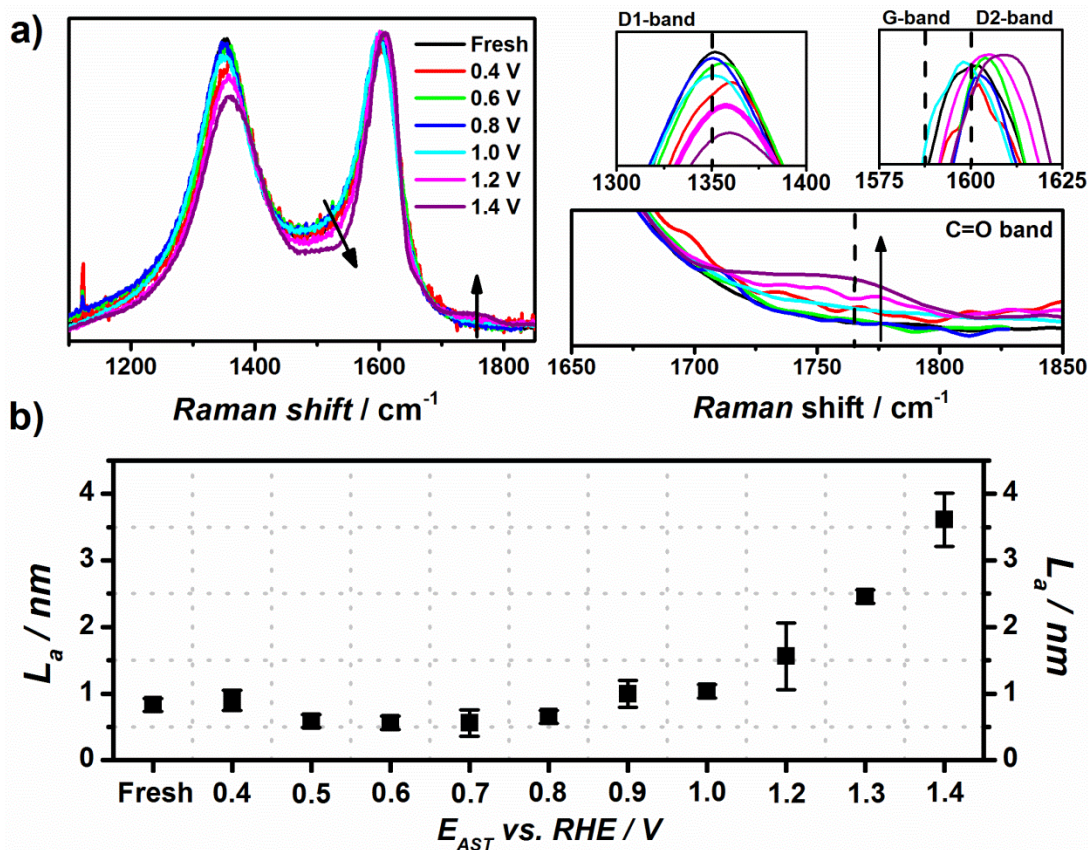 a)
Fresh
0.4 V
0.6 V
0.8 V
1.0 V
1.2 V
1.4 V
1200 1400 1600 1800
Raman shift / cm-1
D1-band
1300 1350 1400
G-band D2-band
1575 1600 1625
C=O band
1650 1700 1750 1800 1850
Raman shift / cm-1
b)
4 4
3 3
2 2
1 1
0 0
La / nm
La / nm
Fresh 0.4 0.5 0.6 0.7 0.8 0.9 1.0 1.2 1.3 1.4
EAST vs. RHE / V